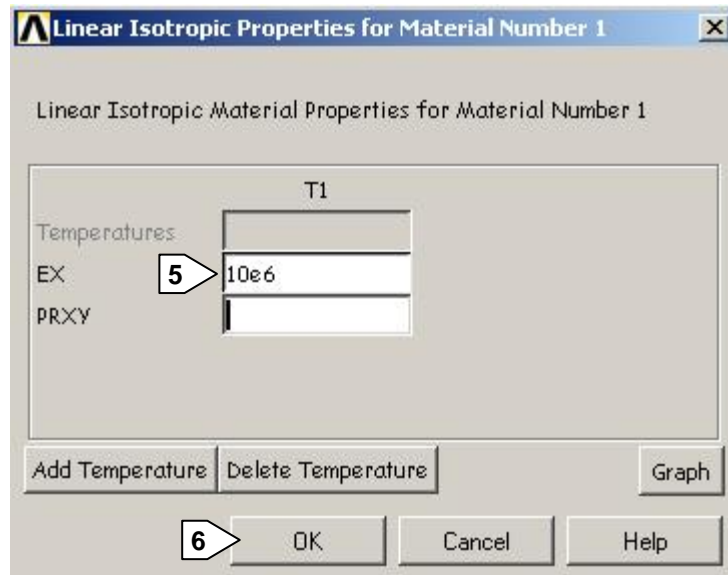 Linear Isotropic Properties for Material Number 1
Linear Isotropic Material Properties for Material Number 1
T1
Temperatures
EX 5 10e6
PRXY
Add Temperature Delete Temperature Graph
6 OK Cancel Help